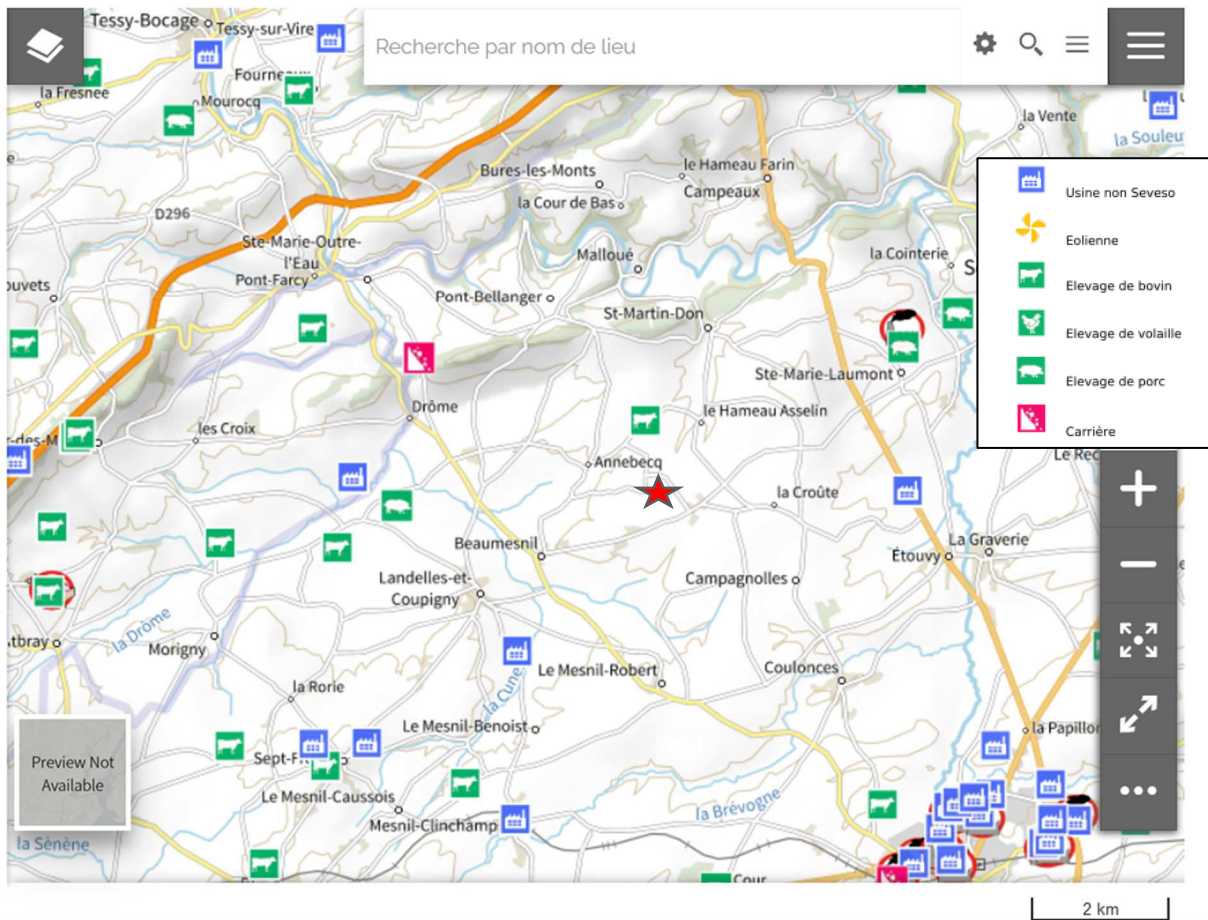 Tessy-Bocage
Tessy-sur-Vire
Recherche par nom de lieu
la Fresnee
Mourocq
la Vente
la Souleu
Bures-les-Monts
le Hameau Farin
Campeaux
la Cour de Bas
D296
Ste-Marie-Outre-
l'Eau
Pont-Farcy
Malloué
la Cointerie
Pont-Bellanger
St-Martin-Don
Ste-Marie-Laumont
Usine non Seveso
Eolienne
Elevage de bovin
Elevage de volaille
Elevage de porc
Carrière
Drôme
le Hameau Asselin
les Croix
Annebecq
la Croûte
Beaumesnil
Étouvy
La Graverie
Landelles-et-
Coupigny
Campagnolles
la Drôme
Morigny
Le Mesnil-Robert
Coulonces
la Rorie
la Cune
Le Mesnil-Benoist
la Papillon
Preview Not
Available
Le Mesnil-Caussois
Mesnil-Clinchamp
la Brévogne
la Sénène
Cour
2 km